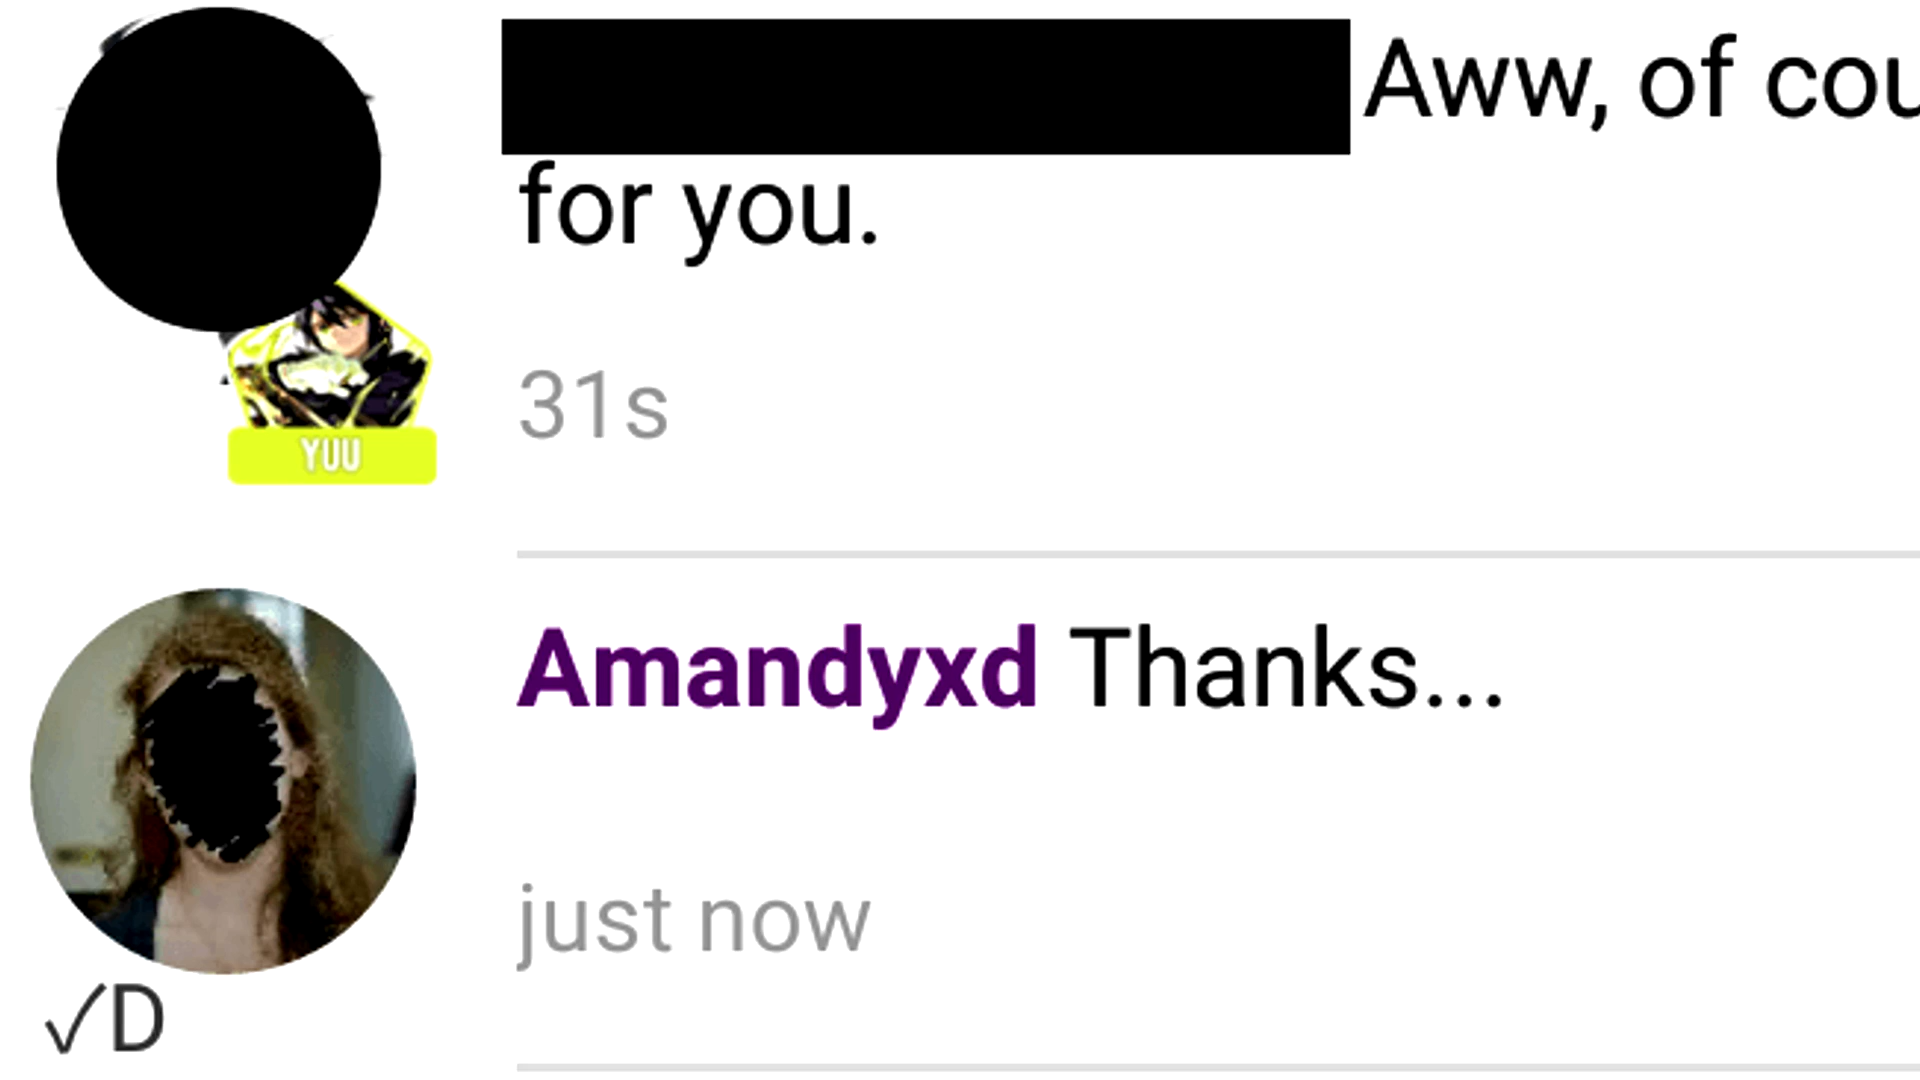 Aww, of cou
for you.
31s
YUU
Amandyxd Thanks...
just now
✓D